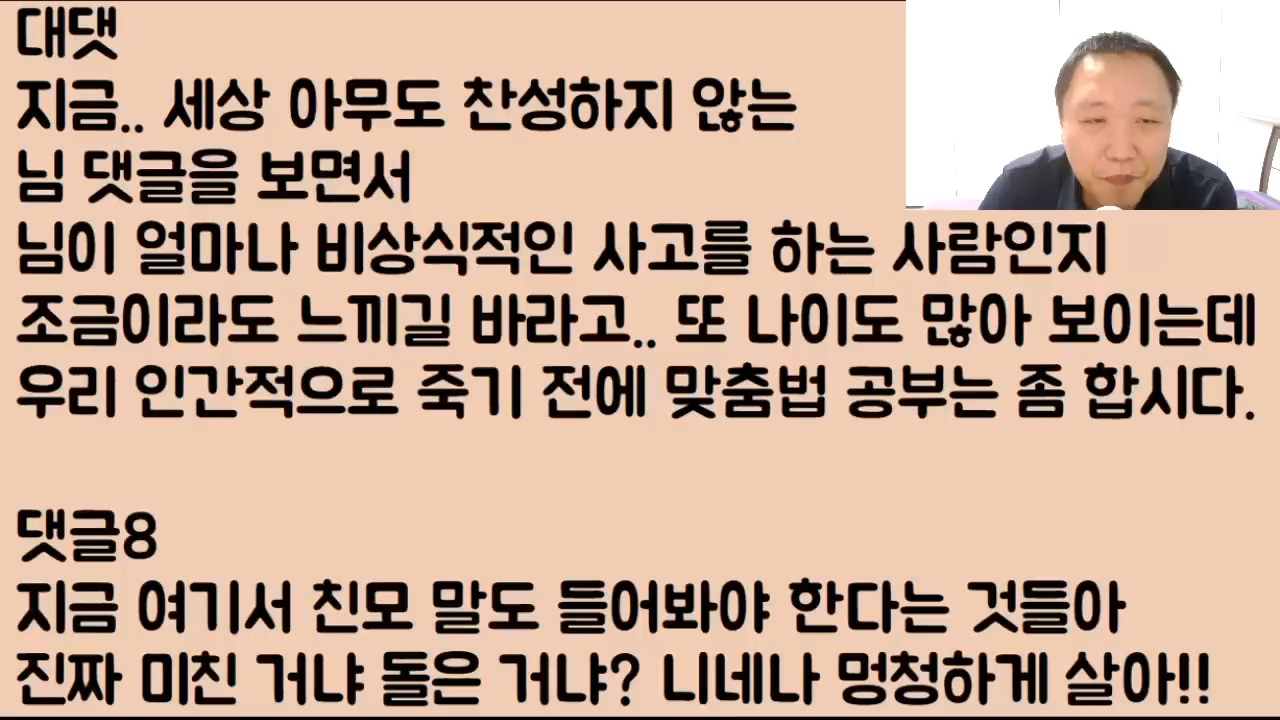 대댓
지금.. 세상 아무도 찬성하지 않는
님 댓글을 보면서
님이 얼마나 비상식적인 사고를 하는 사람인지
조금이라도 느끼길 바라고.. 또 나이도 많아 보이는데
우리 인간적으로 죽기 전에 맞춤법 공부는 좀 합시다.
댓글8
지금 여기서 친모 말도 들어봐야 한다는 것들아
진짜 미친 거냐 돌은 거냐? 니네나 멍청하게 살아!!